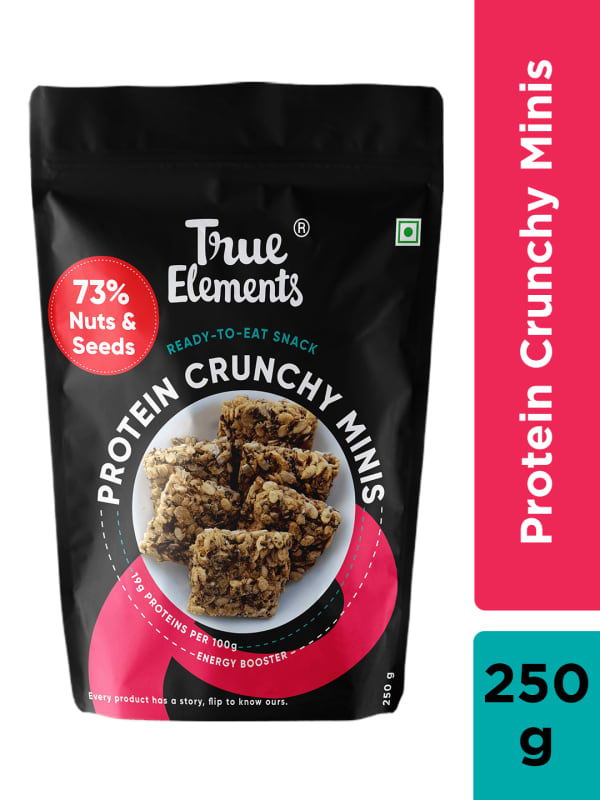 True ®
Elements
73%
Nuts &
Seeds
READY-TO-EAT SNACK
PROTEIN CRUNCHY MINIS
19g PROTEINS PER 100g
ENERGY BOOSTER
Every product has a story, flip to know ours.
250 g
Protein Crunchy Minis
250
g